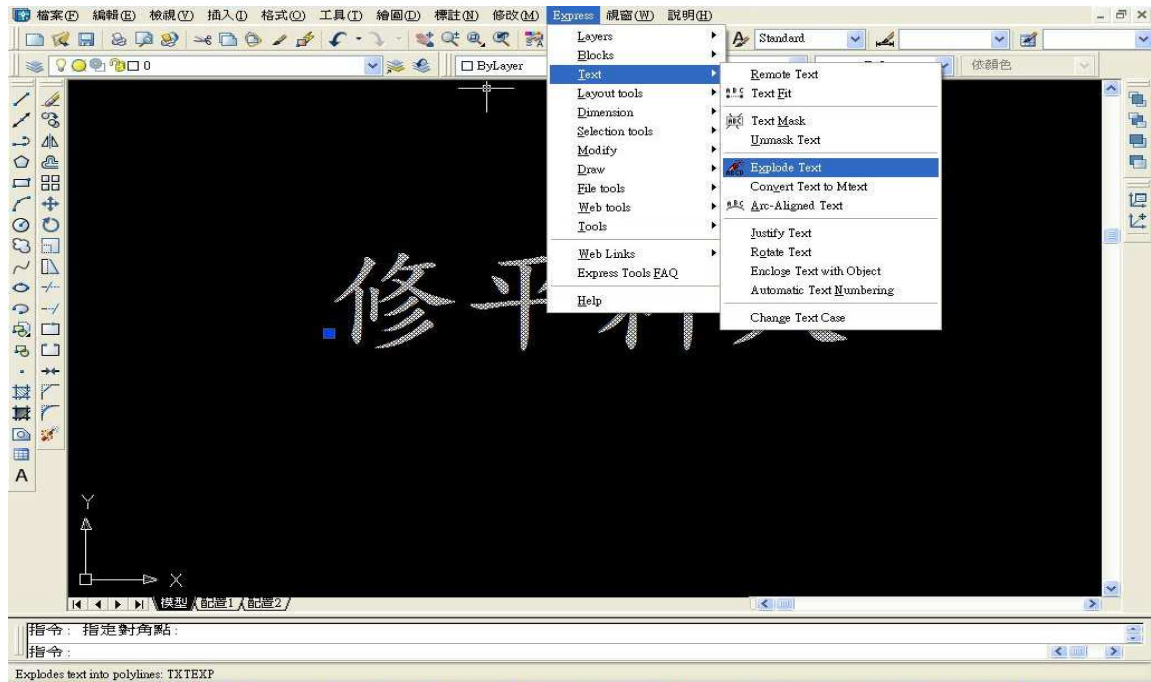 檔案(F) 編輯(E) 檢視(V) 插入(I) 格式(O) 工具(T) 繪圖(D) 標註(N) 修改(M) Express 視窗(W) 說明(H)
Standard
0 ByLayer 依顏色
Layers
Blocks
Text
Layout tools
Dimension
Selection tools
Modify
Draw
File tools
Web tools
Tools
Web Links
Express Tools FAQ
Help
Remote Text
Text Fit
Text Mask
Unmask Text
Explode Text
Convert Text to Mtext
Arc-Aligned Text
Justify Text
Rotate Text
Enclose Text with Object
Automatic Text Numbering
Change Text Case
修平
A
Y
X
模型 配置1 配置2
指令: 指定對角點:
指令:
Explodes text into polylines: TXTEXP